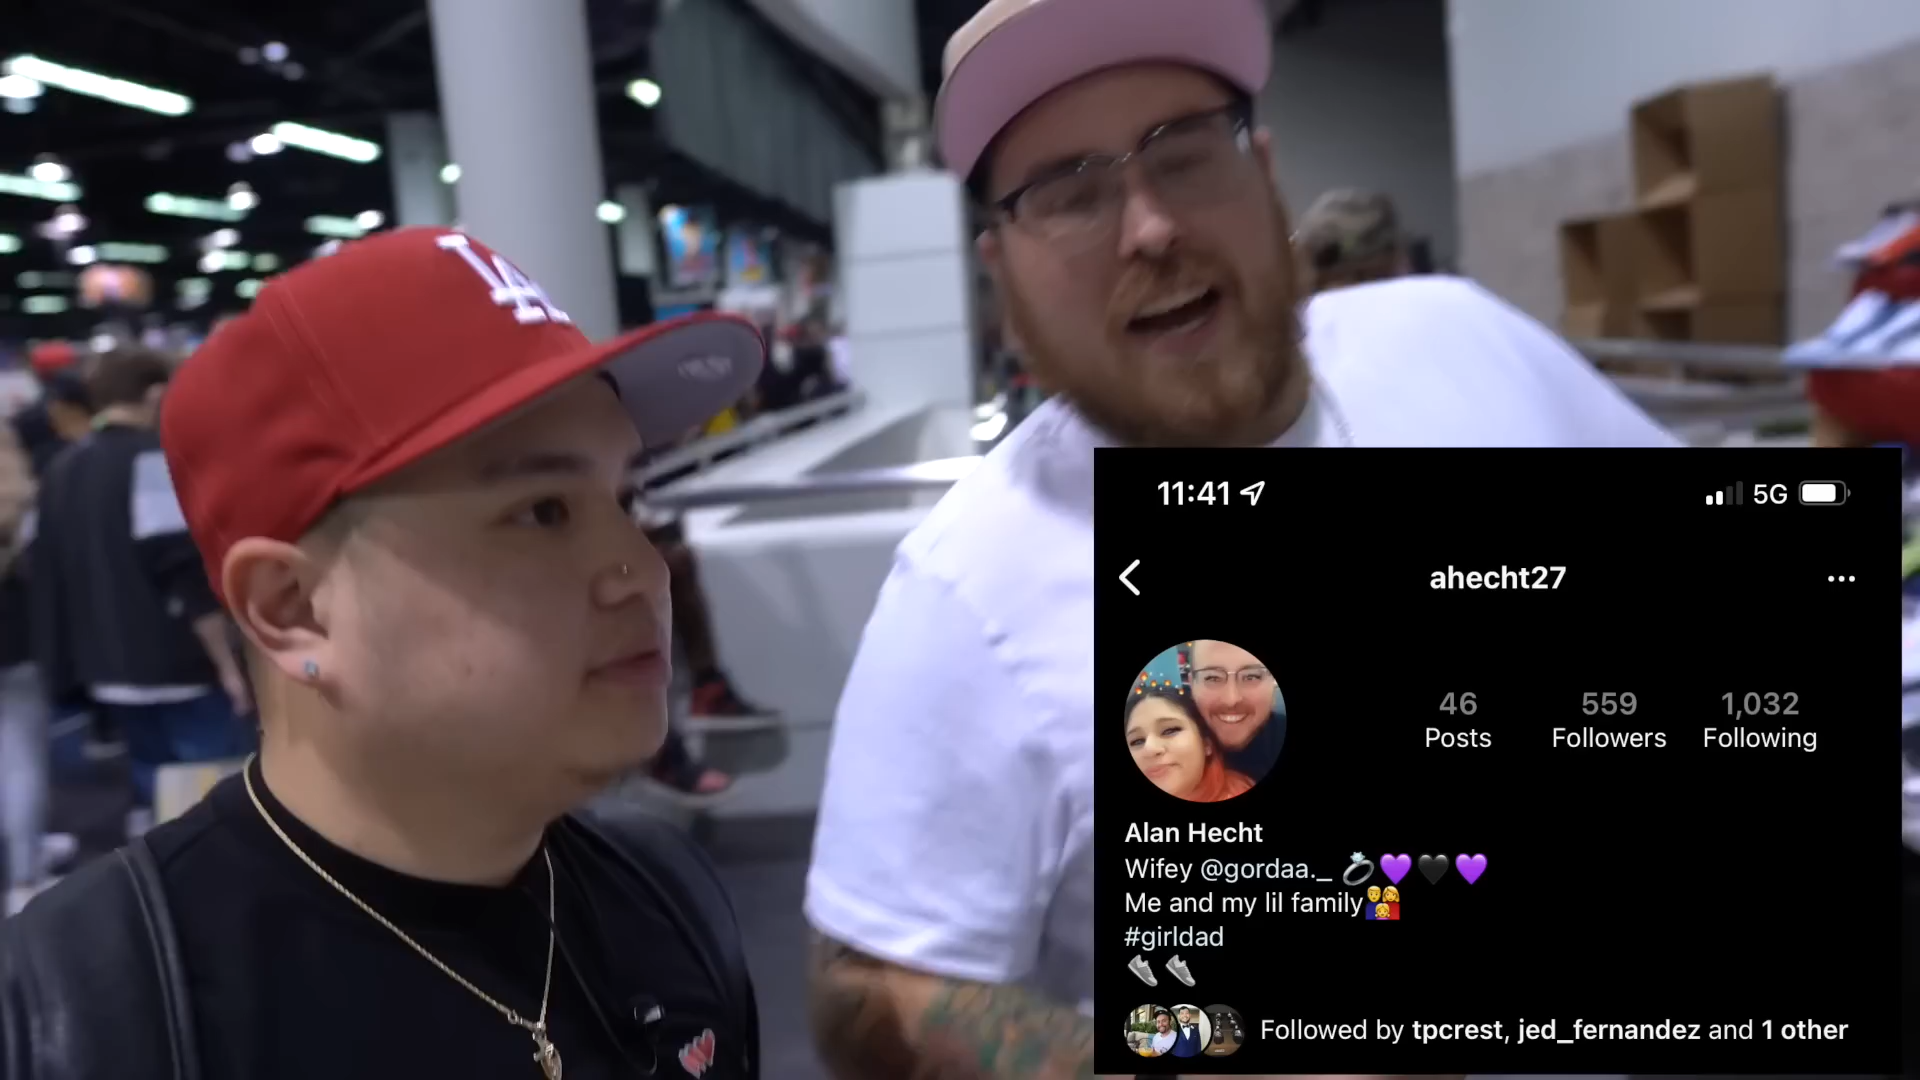 LA
11:41
5G
ahecht27
46
Posts
559
Followers
1,032
Following
Alan Hecht
Wifey @gordaa._ 💍💜🖤💜
Me and my lil family👨‍👩‍👧
#girldad
👟👟
Followed by tpcrest, jed_fernandez and 1 other